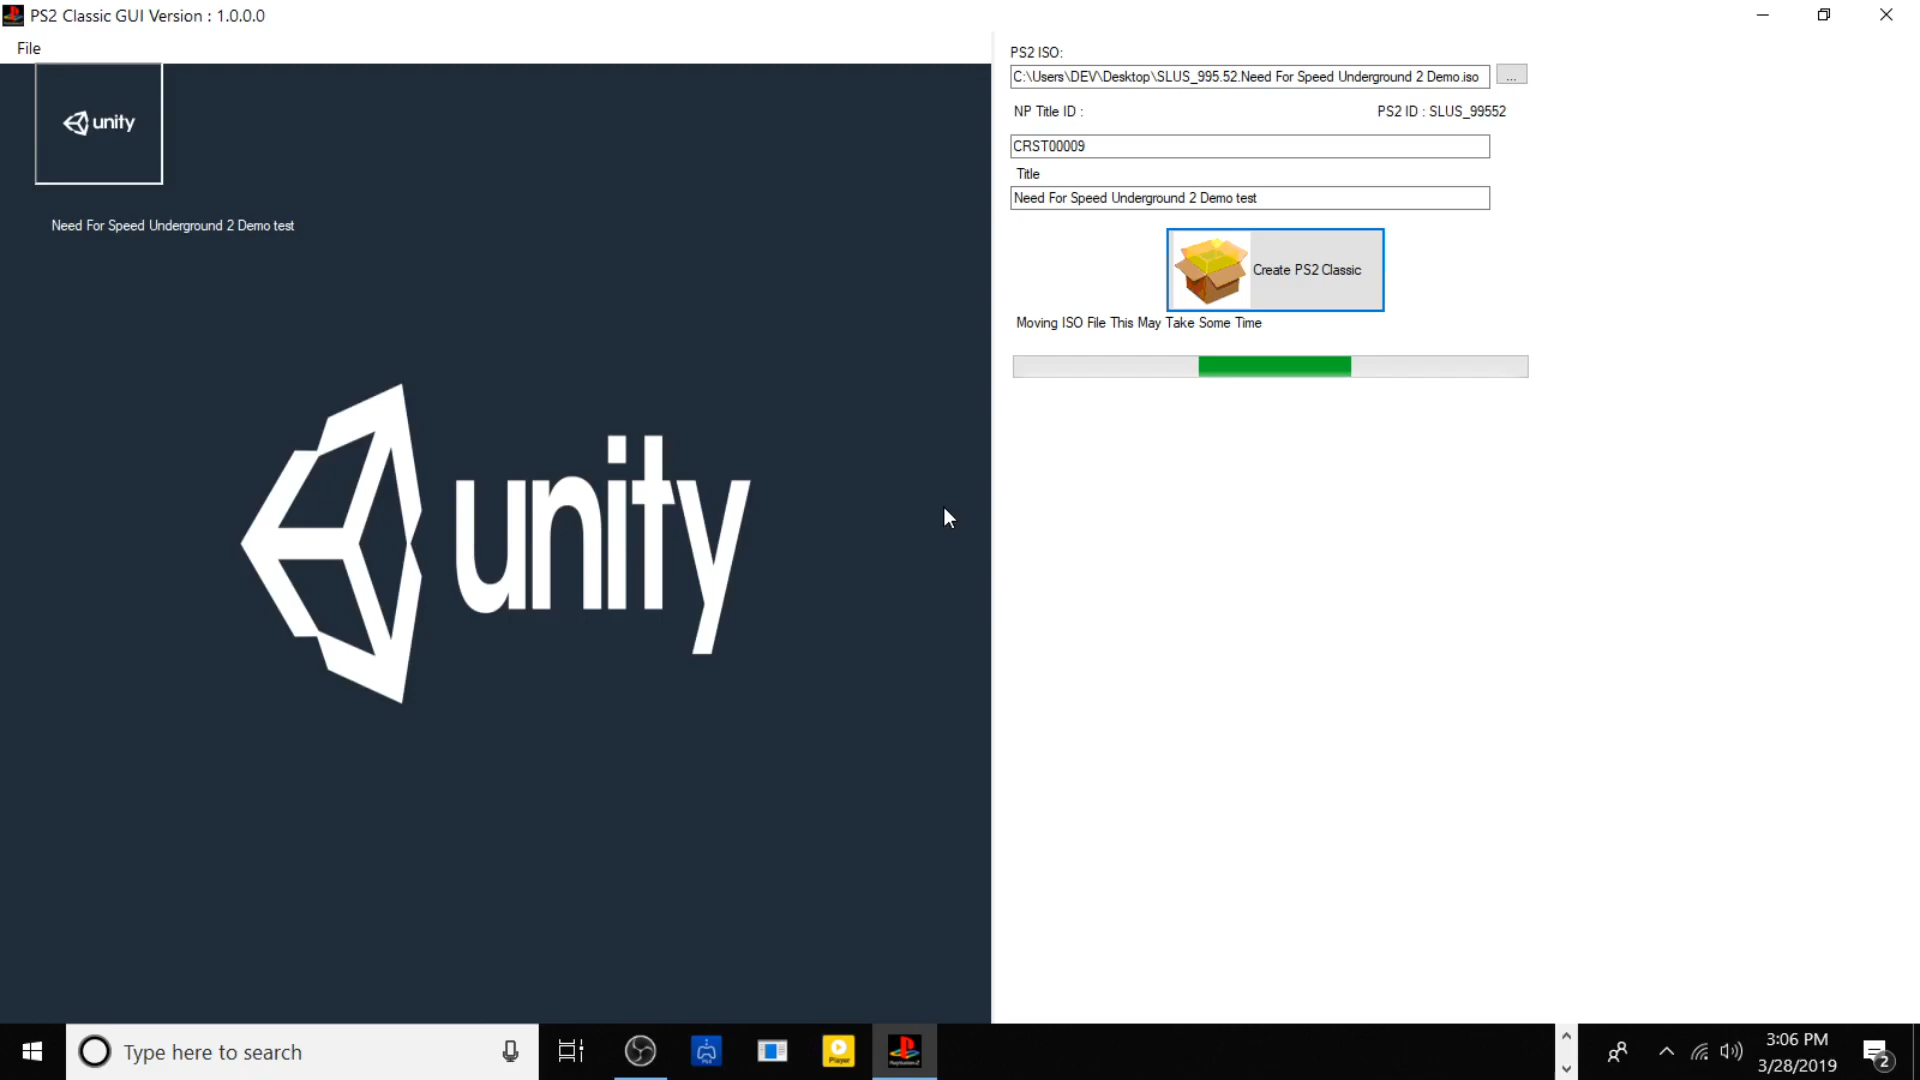 PS2 Classic GUI Version : 1.0.0.0
File
unity
Need For Speed Underground 2 Demo test
unity
PS2 ISO:
C:\Users\DEV\Desktop\SLUS_995.52.Need For Speed Underground 2 Demo.iso
...
NP Title ID :
PS2 ID : SLUS_99552
CRST00009
Title
Need For Speed Underground 2 Demo test
Create PS2 Classic
Moving ISO File This May Take Some Time
Type here to search
Player
3:06 PM
3/28/2019
2